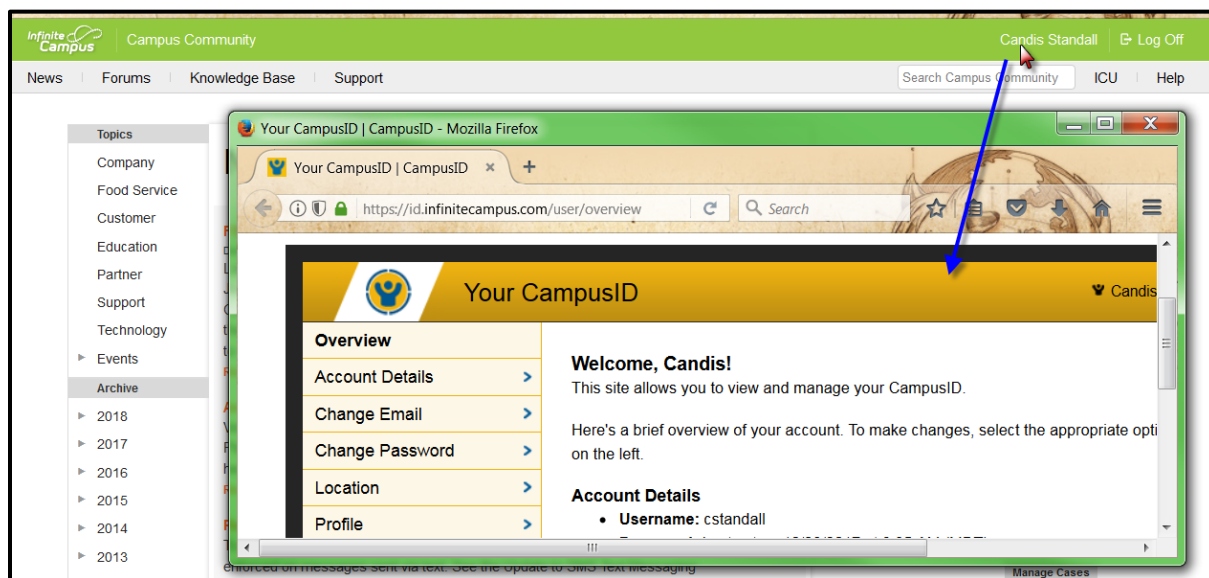 Infinite Campus Campus Community Candis Standall Log Off
News Forums Knowledge Base Support Search Campus Community ICU Help
Topics
Company
Food Service
Customer
Education
Partner
Support
Technology
Events
Archive
2018
2017
2016
2015
2014
2013
Your CampusID | CampusID - Mozilla Firefox
Your CampusID | CampusID
https://id.infinitecampus.com/user/overview Search
Your CampusID Candis
Overview
Account Details
Change Email
Change Password
Location
Profile
Welcome, Candis!
This site allows you to view and manage your CampusID.
Here's a brief overview of your account. To make changes, select the appropriate opti
on the left.
Account Details
• Username: cstandall
enforced on messages sent via text. See the Update to SMS Text Messaging
Manage Cases